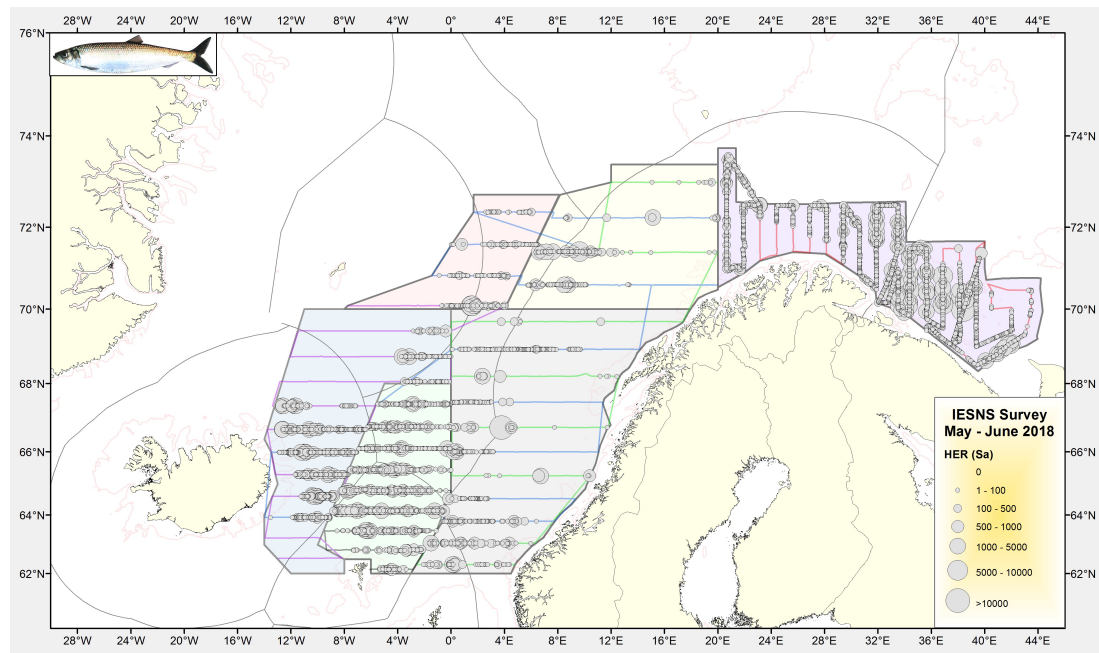 28°W 24°W 20°W 16°W 12°W 8°W 4°W 0° 4°E 8°E 12°E 16°E 20°E 24°E 28°E 32°E 36°E 40°E 44°E
76°N
74°N 74°N
72°N 72°N
70°N 70°N
68°N 68°N
66°N 66°N
64°N 64°N
62°N 62°N
IESNS Survey
May - June 2018
HER (Sa)
0
1 - 100
100 - 500
500 - 1000
1000 - 5000
5000 - 10000
>10000
28°W 24°W 20°W 16°W 12°W 8°W 4°W 0° 4°E 8°E 12°E 16°E 20°E 24°E 28°E 32°E 36°E 40°E 44°E